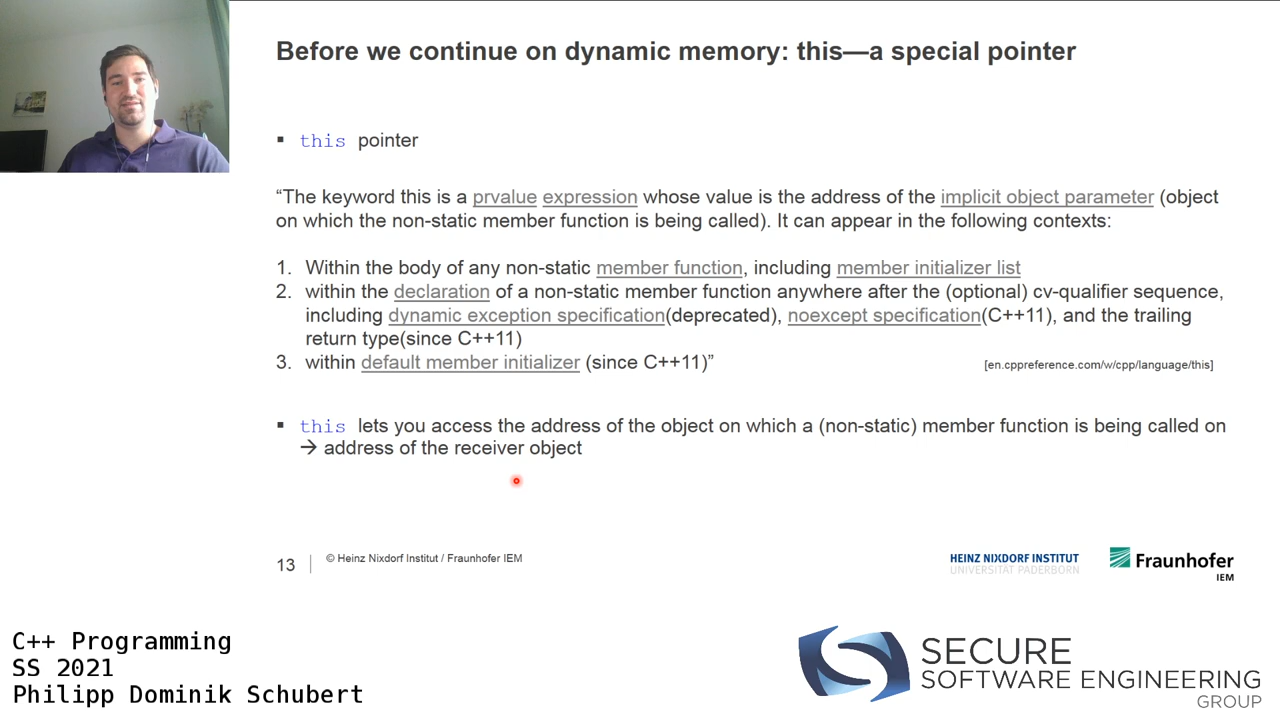 Before we continue on dynamic memory: this—a special pointer
▪ this pointer
“The keyword this is a prvalue expression whose value is the address of the implicit object parameter (object
on which the non-static member function is being called). It can appear in the following contexts:
1. Within the body of any non-static member function, including member initializer list
2. within the declaration of a non-static member function anywhere after the (optional) cv-qualifier sequence,
including dynamic exception specification(deprecated), noexcept specification(C++11), and the trailing
return type(since C++11)
3. within default member initializer (since C++11)”
[en.cppreference.com/w/cpp/language/this]
▪ this lets you access the address of the object on which a (non-static) member function is being called on
→ address of the receiver object
13
© Heinz Nixdorf Institut / Fraunhofer IEM
HEINZ NIXDORF INSTITUT
UNIVERSITÄT PADERBORN
Fraunhofer
IEM
C++ Programming
SS 2021
Philipp Dominik Schubert
SECURE
SOFTWARE ENGINEERING
GROUP